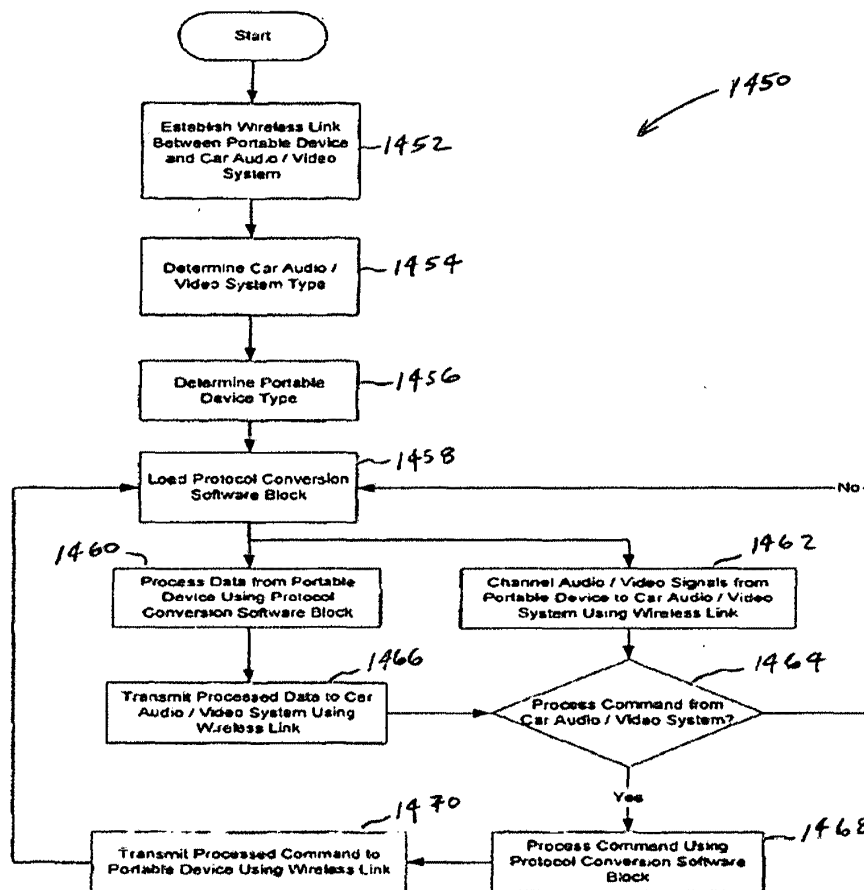 Start
1450
Establish Wireless Link
Between Portable Device
and Car Audio / Video
System
1452
Determine Car Audio /
Video System Type
1454
Determine Portable
Device Type
1456
Load Protocol Conversion
Software Block
1458
No
1460
Process Data from Portable
Device Using Protocol
Conversion Software Block
1462
Channel Audio / Video Signals from
Portable Device to Car Audio / Video
System Using Wireless Link
1466
Transmit Processed Data to Car
Audio / Video System Using
Wireless Link
1464
Process Command from
Car Audio / Video System?
Yes
1470
Transmit Processed Command to
Portable Device Using Wireless Link
1468
Process Command Using
Protocol Conversion Software
Block